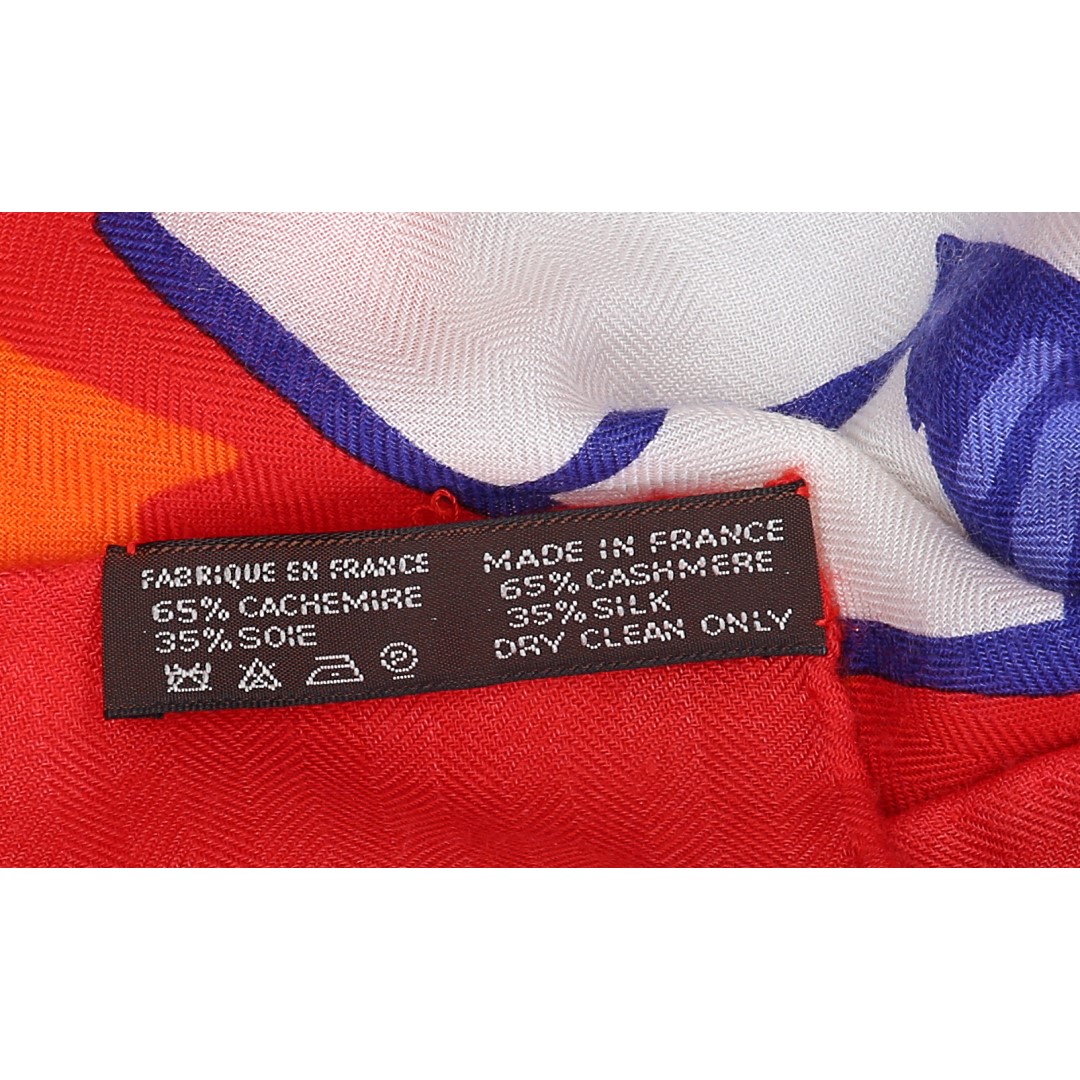 FABRIQUE EN FRANCE
65% CACHEMIRE
35% SOIE
MADE IN FRANCE
65% CASHMERE
35% SILK
DRY CLEAN ONLY